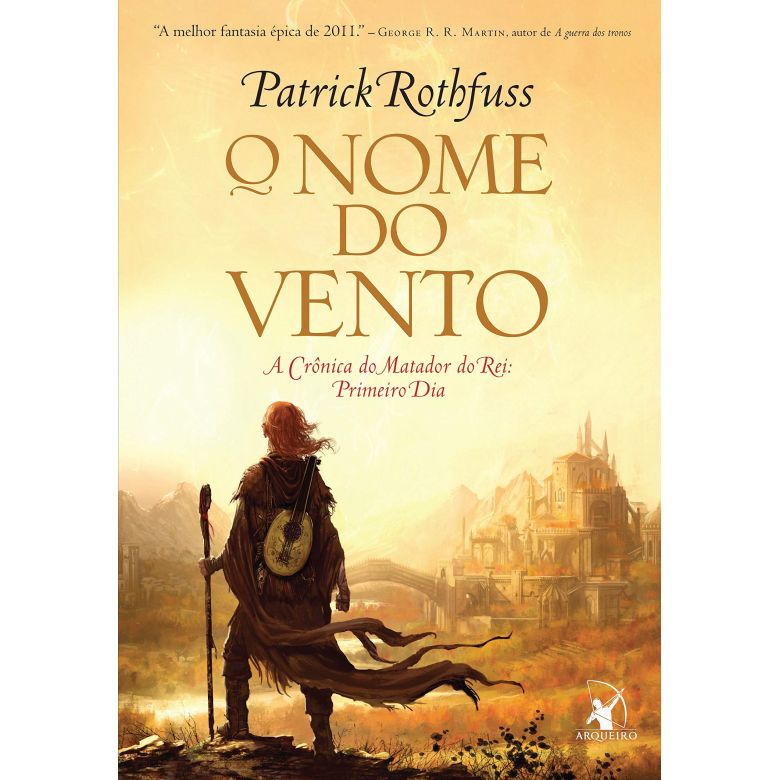 “A melhor fantasia épica de 2011.” – George R. R. Martin, autor de A guerra dos tronos
Patrick Rothfuss
O NOME
DO
VENTO
A Crônica do Matador do Rei:
Primeiro Dia
ARQUEIRO